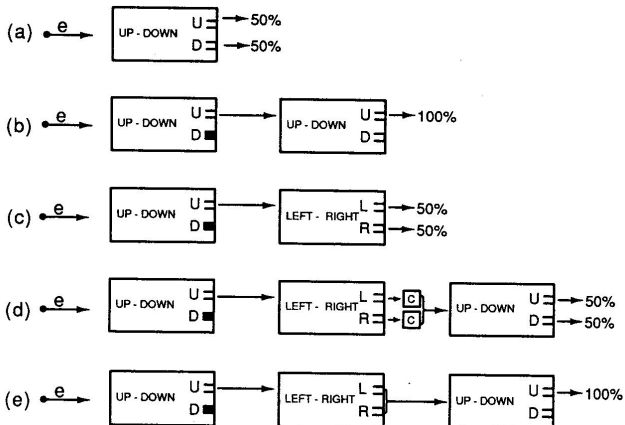 (a) e UP - DOWN U 50%
D 50%
(b) e UP - DOWN U UP - DOWN U 100%
D D
(c) e UP - DOWN U LEFT - RIGHT L 50%
D R 50%
(d) e UP - DOWN U LEFT - RIGHT L c UP - DOWN U 50%
D R c D 50%
(e) e UP - DOWN U LEFT - RIGHT L UP - DOWN U 100%
D R D